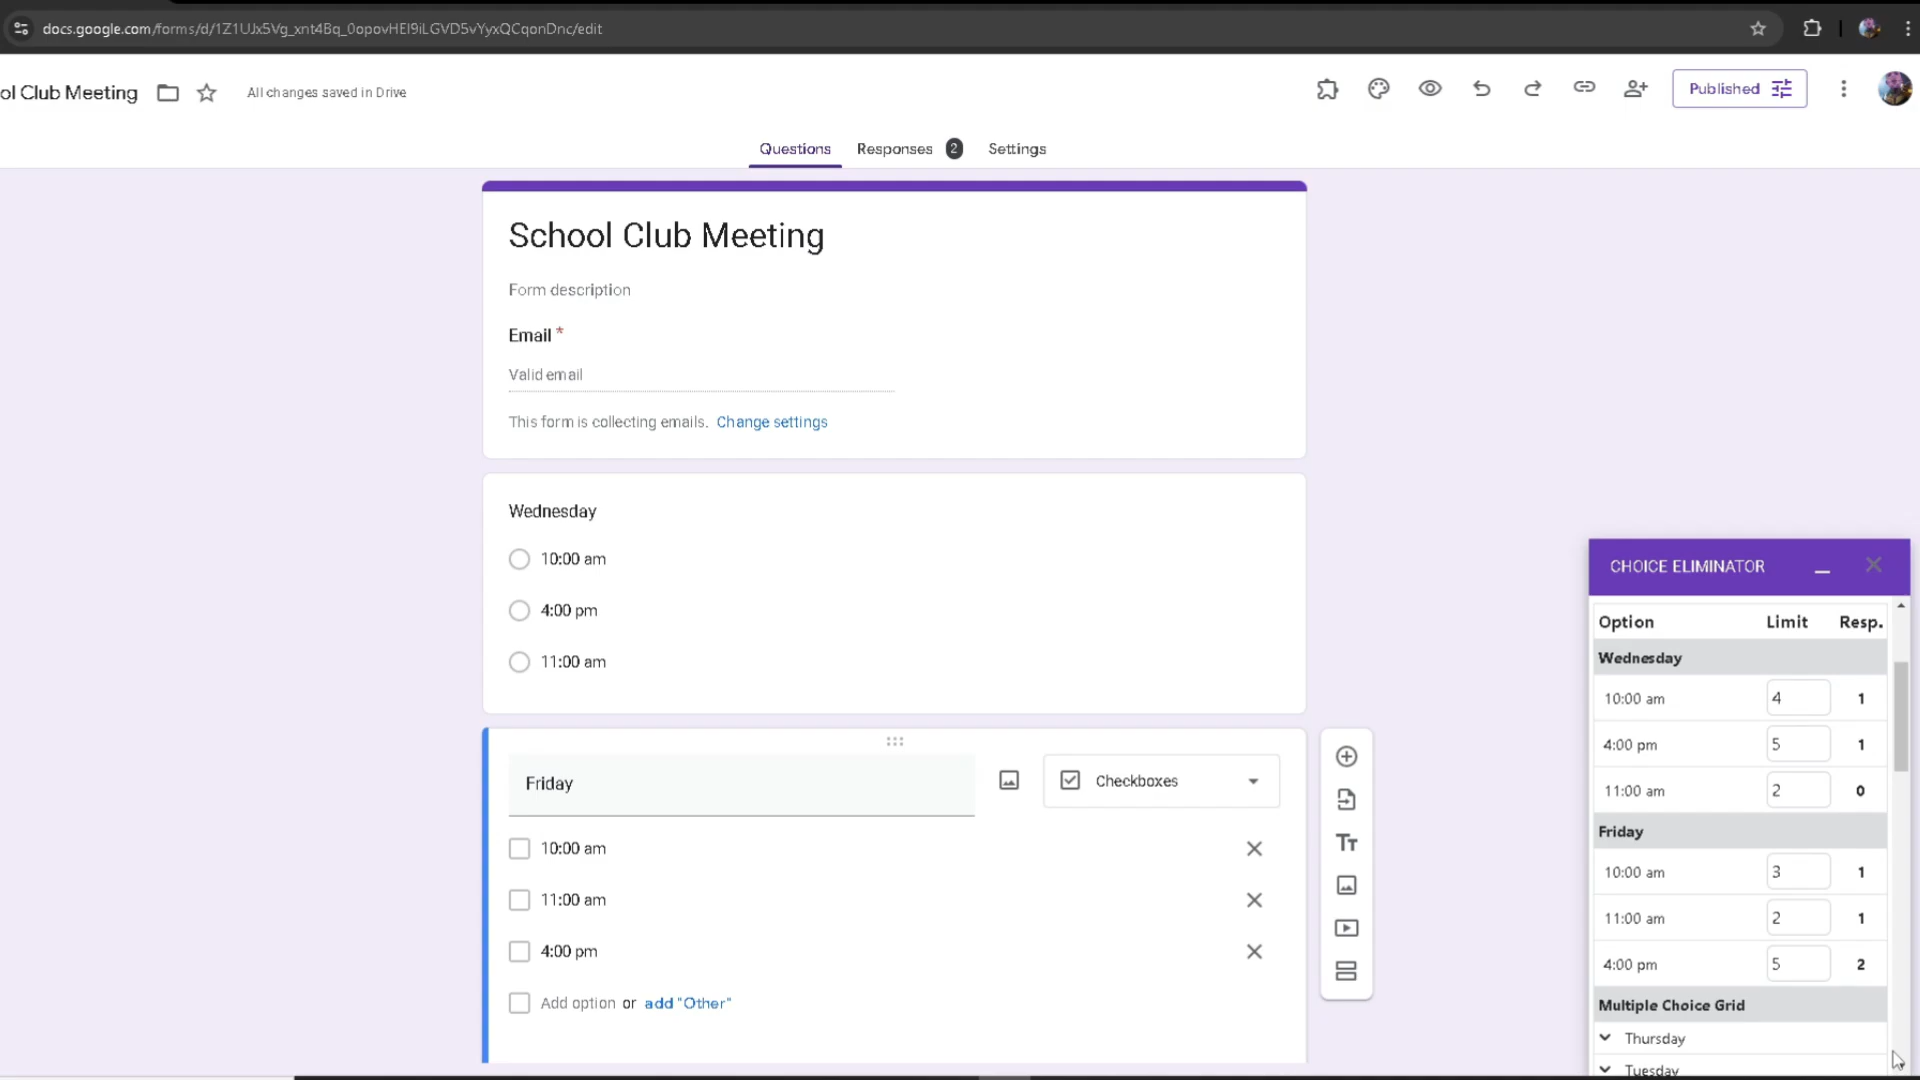 docs.google.com/forms/d/1Z1UJx5Vg_xnt4Bq_0opovHEI9iLGVD5vYyxQCqonDnc/edit
ol Club Meeting
All changes saved in Drive
Published
Questions
Responses 2
Settings
School Club Meeting
Form description
Email *
Valid email
This form is collecting emails. Change settings
Wednesday
10:00 am
4:00 pm
11:00 am
Friday
Checkboxes
10:00 am
11:00 am
4:00 pm
Add option or add "Other"
CHOICE ELIMINATOR
Option Limit Resp.
Wednesday
10:00 am 4 1
4:00 pm 5 1
11:00 am 2 0
Friday
10:00 am 3 1
11:00 am 2 1
4:00 pm 5 2
Multiple Choice Grid
Thursday
Tuesday